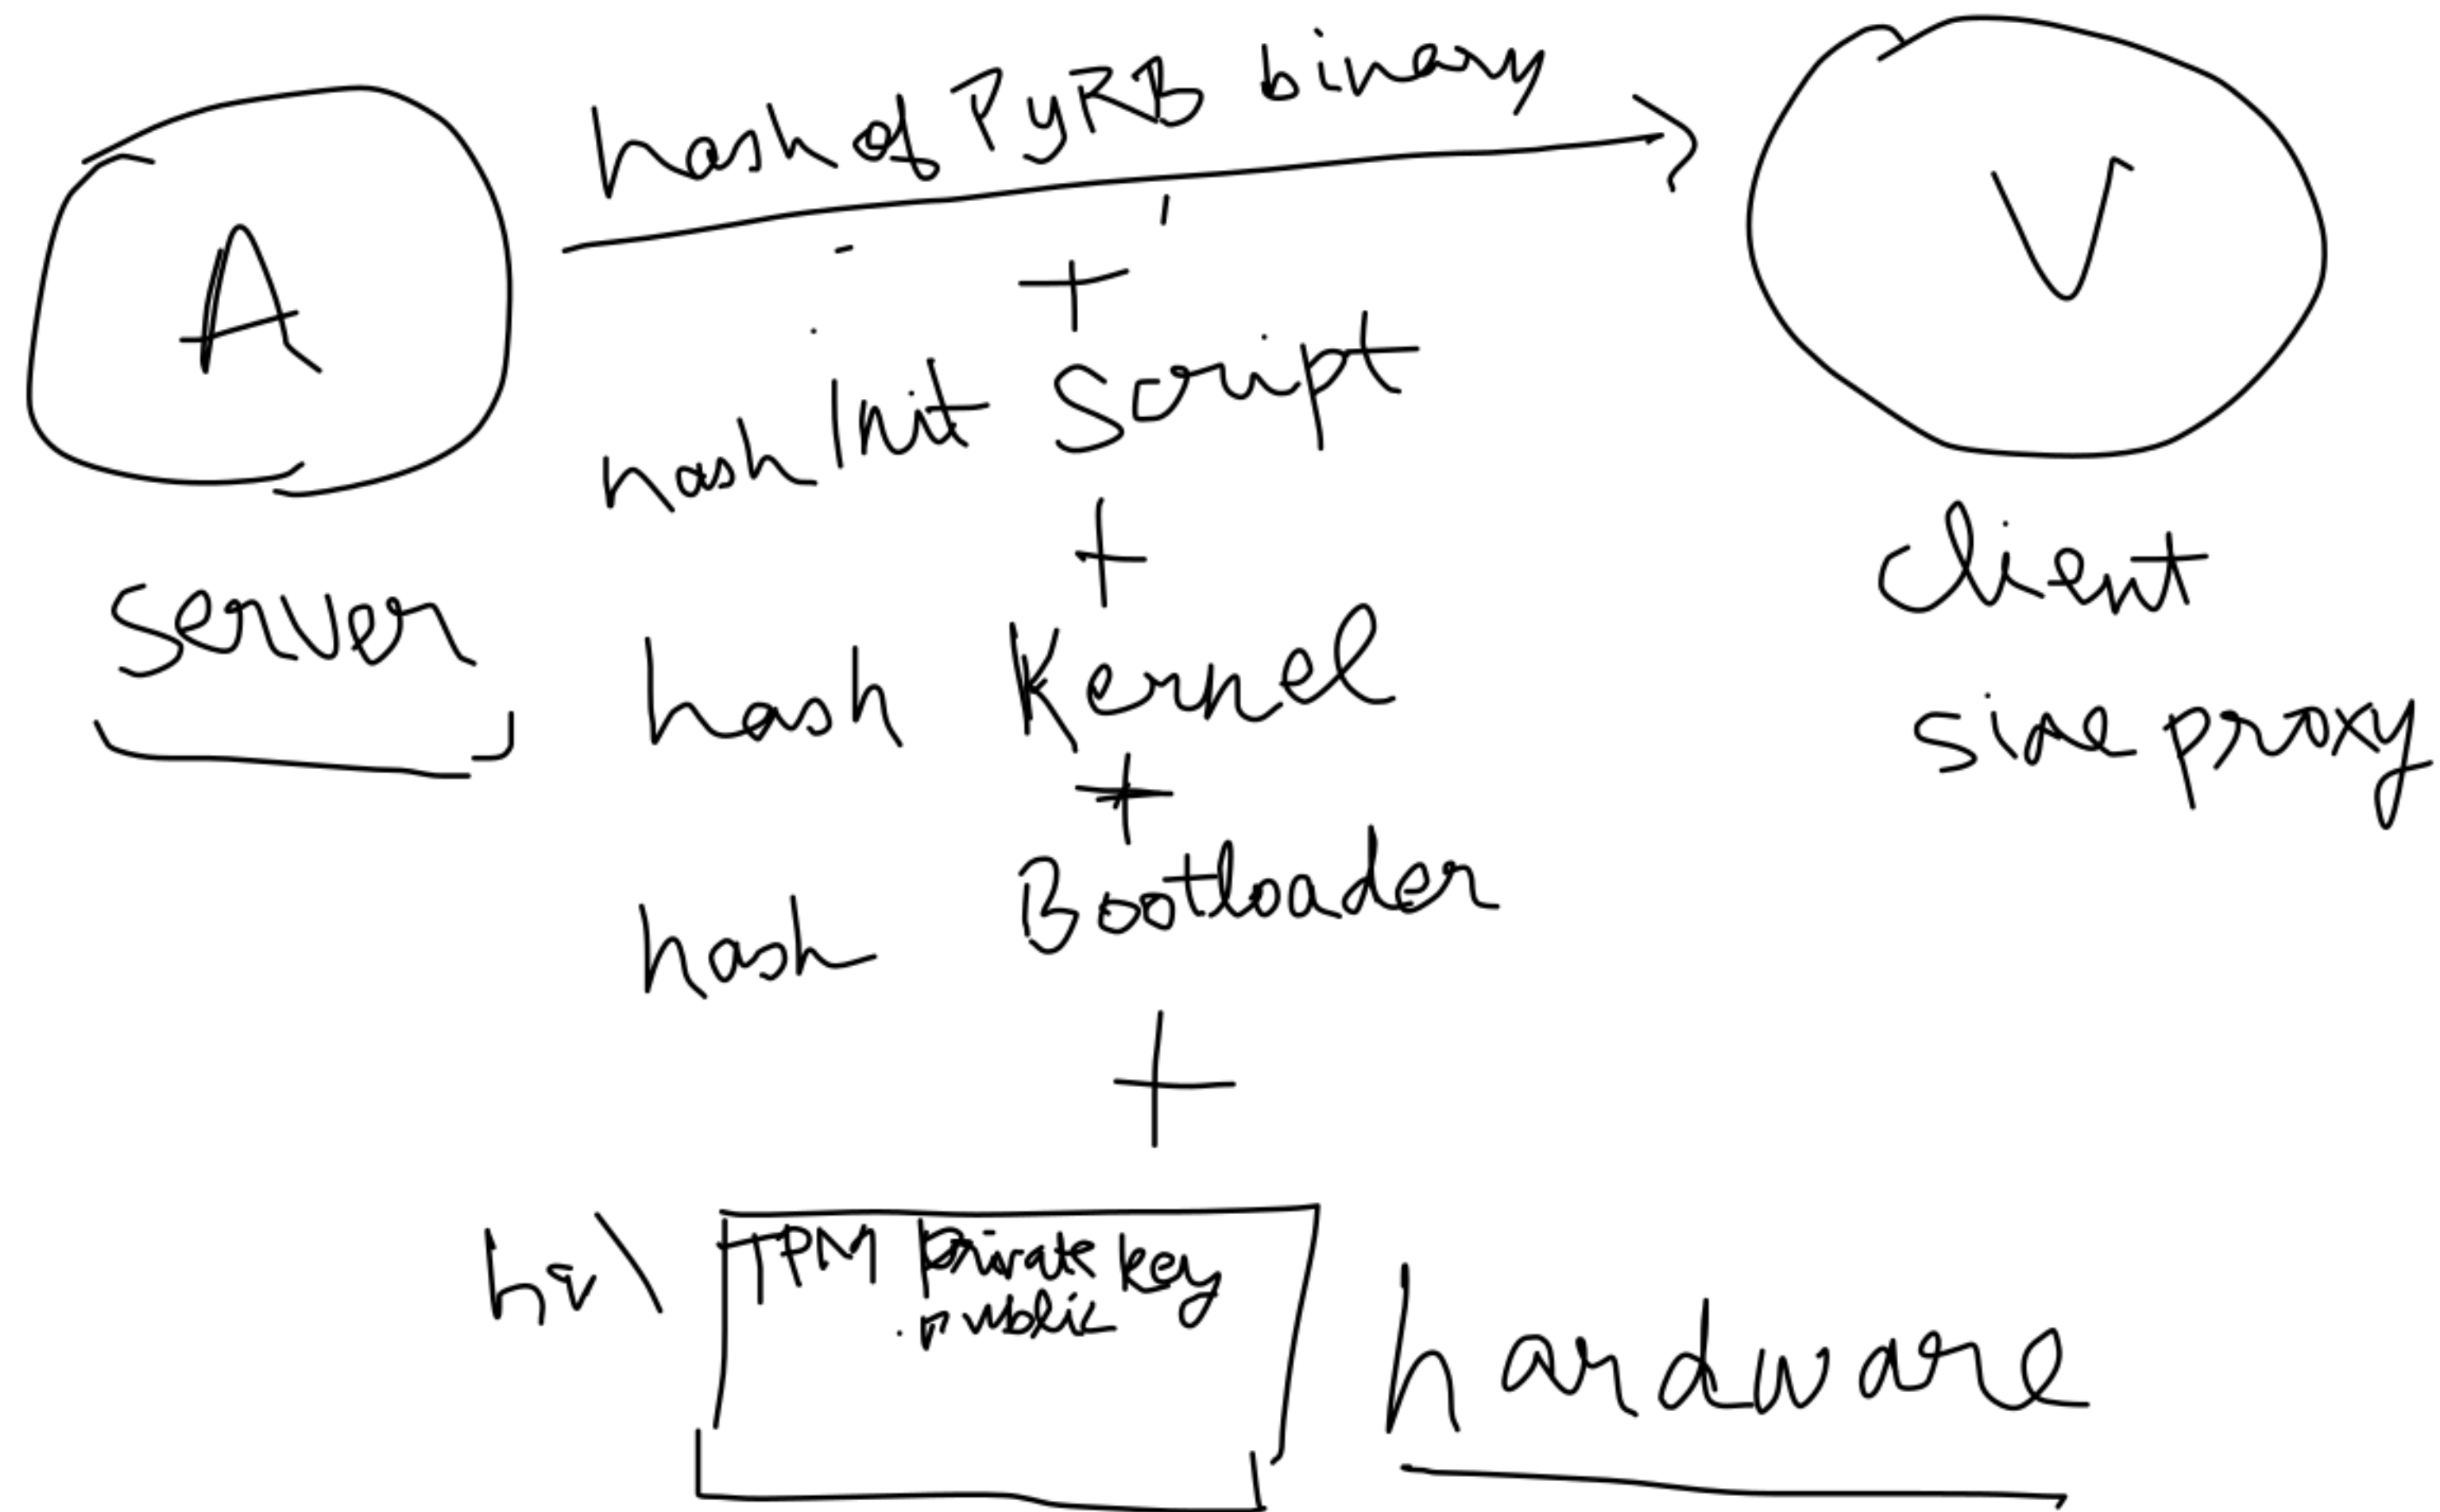 A
hash of PyRB binary
V
+
hash Init Script
+
client
side proxy
server
hash Kernel
+
hash Bootloader
+
TPM Private key
public
hardware